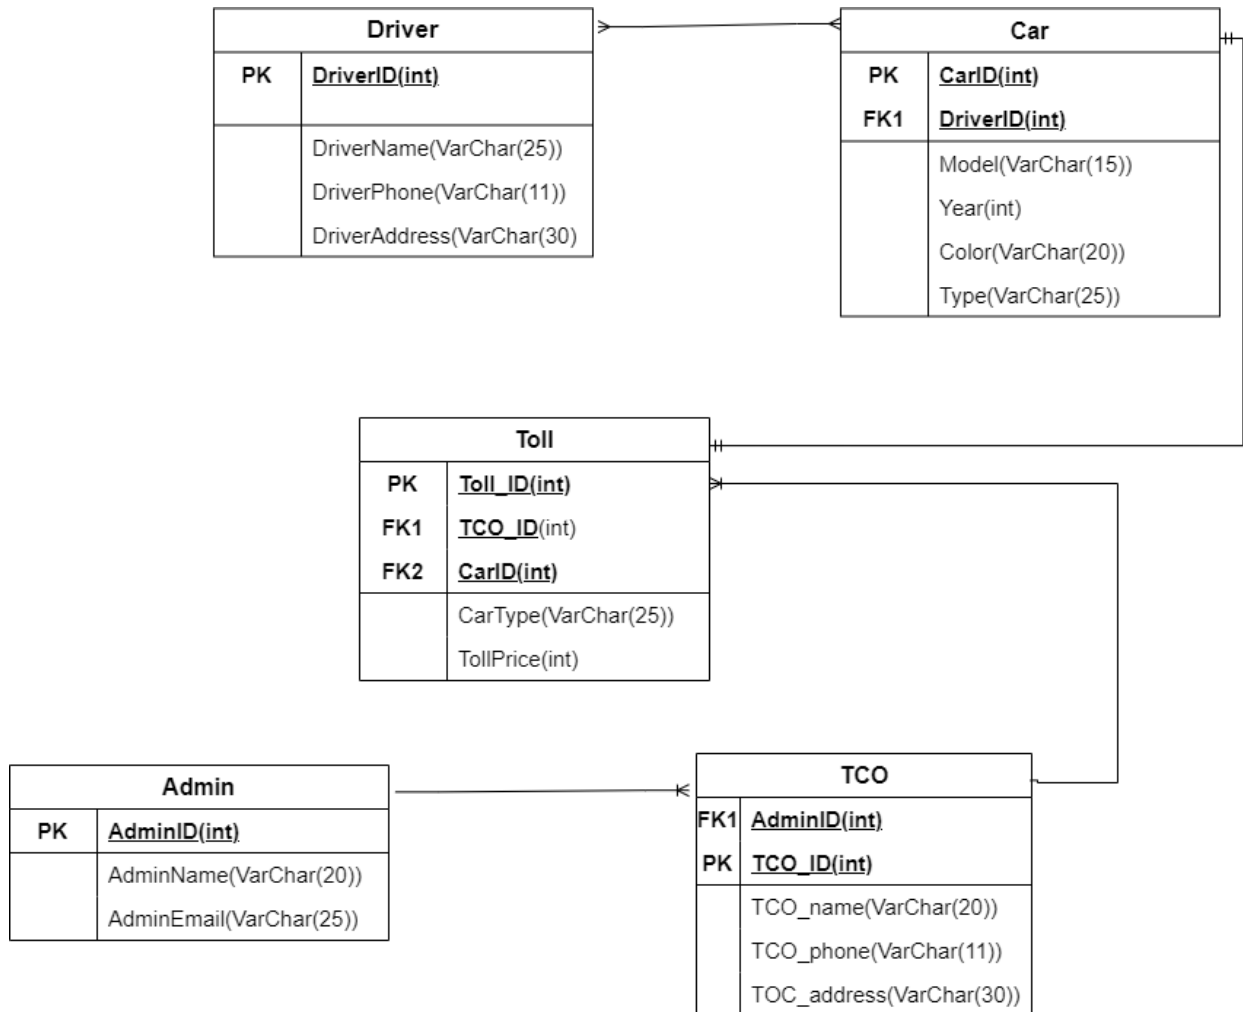 Driver
PK DriverID(int)
DriverName(VarChar(25))
DriverPhone(VarChar(11))
DriverAddress(VarChar(30)
Car
PK CarID(int)
FK1 DriverID(int)
Model(VarChar(15))
Year(int)
Color(VarChar(20))
Type(VarChar(25))
Toll
PK Toll_ID(int)
FK1 TCO_ID(int)
FK2 CarID(int)
CarType(VarChar(25))
TollPrice(int)
Admin
PK AdminID(int)
AdminName(VarChar(20))
AdminEmail(VarChar(25))
TCO
FK1 AdminID(int)
PK TCO_ID(int)
TCO_name(VarChar(20))
TCO_phone(VarChar(11))
TOC_address(VarChar(30))